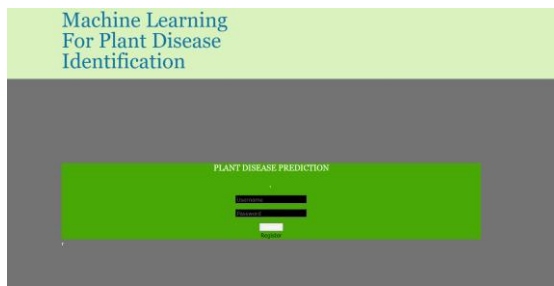 Machine Learning
For Plant Disease
Identification
PLANT DISEASE PREDICTION
Username
Password
Register